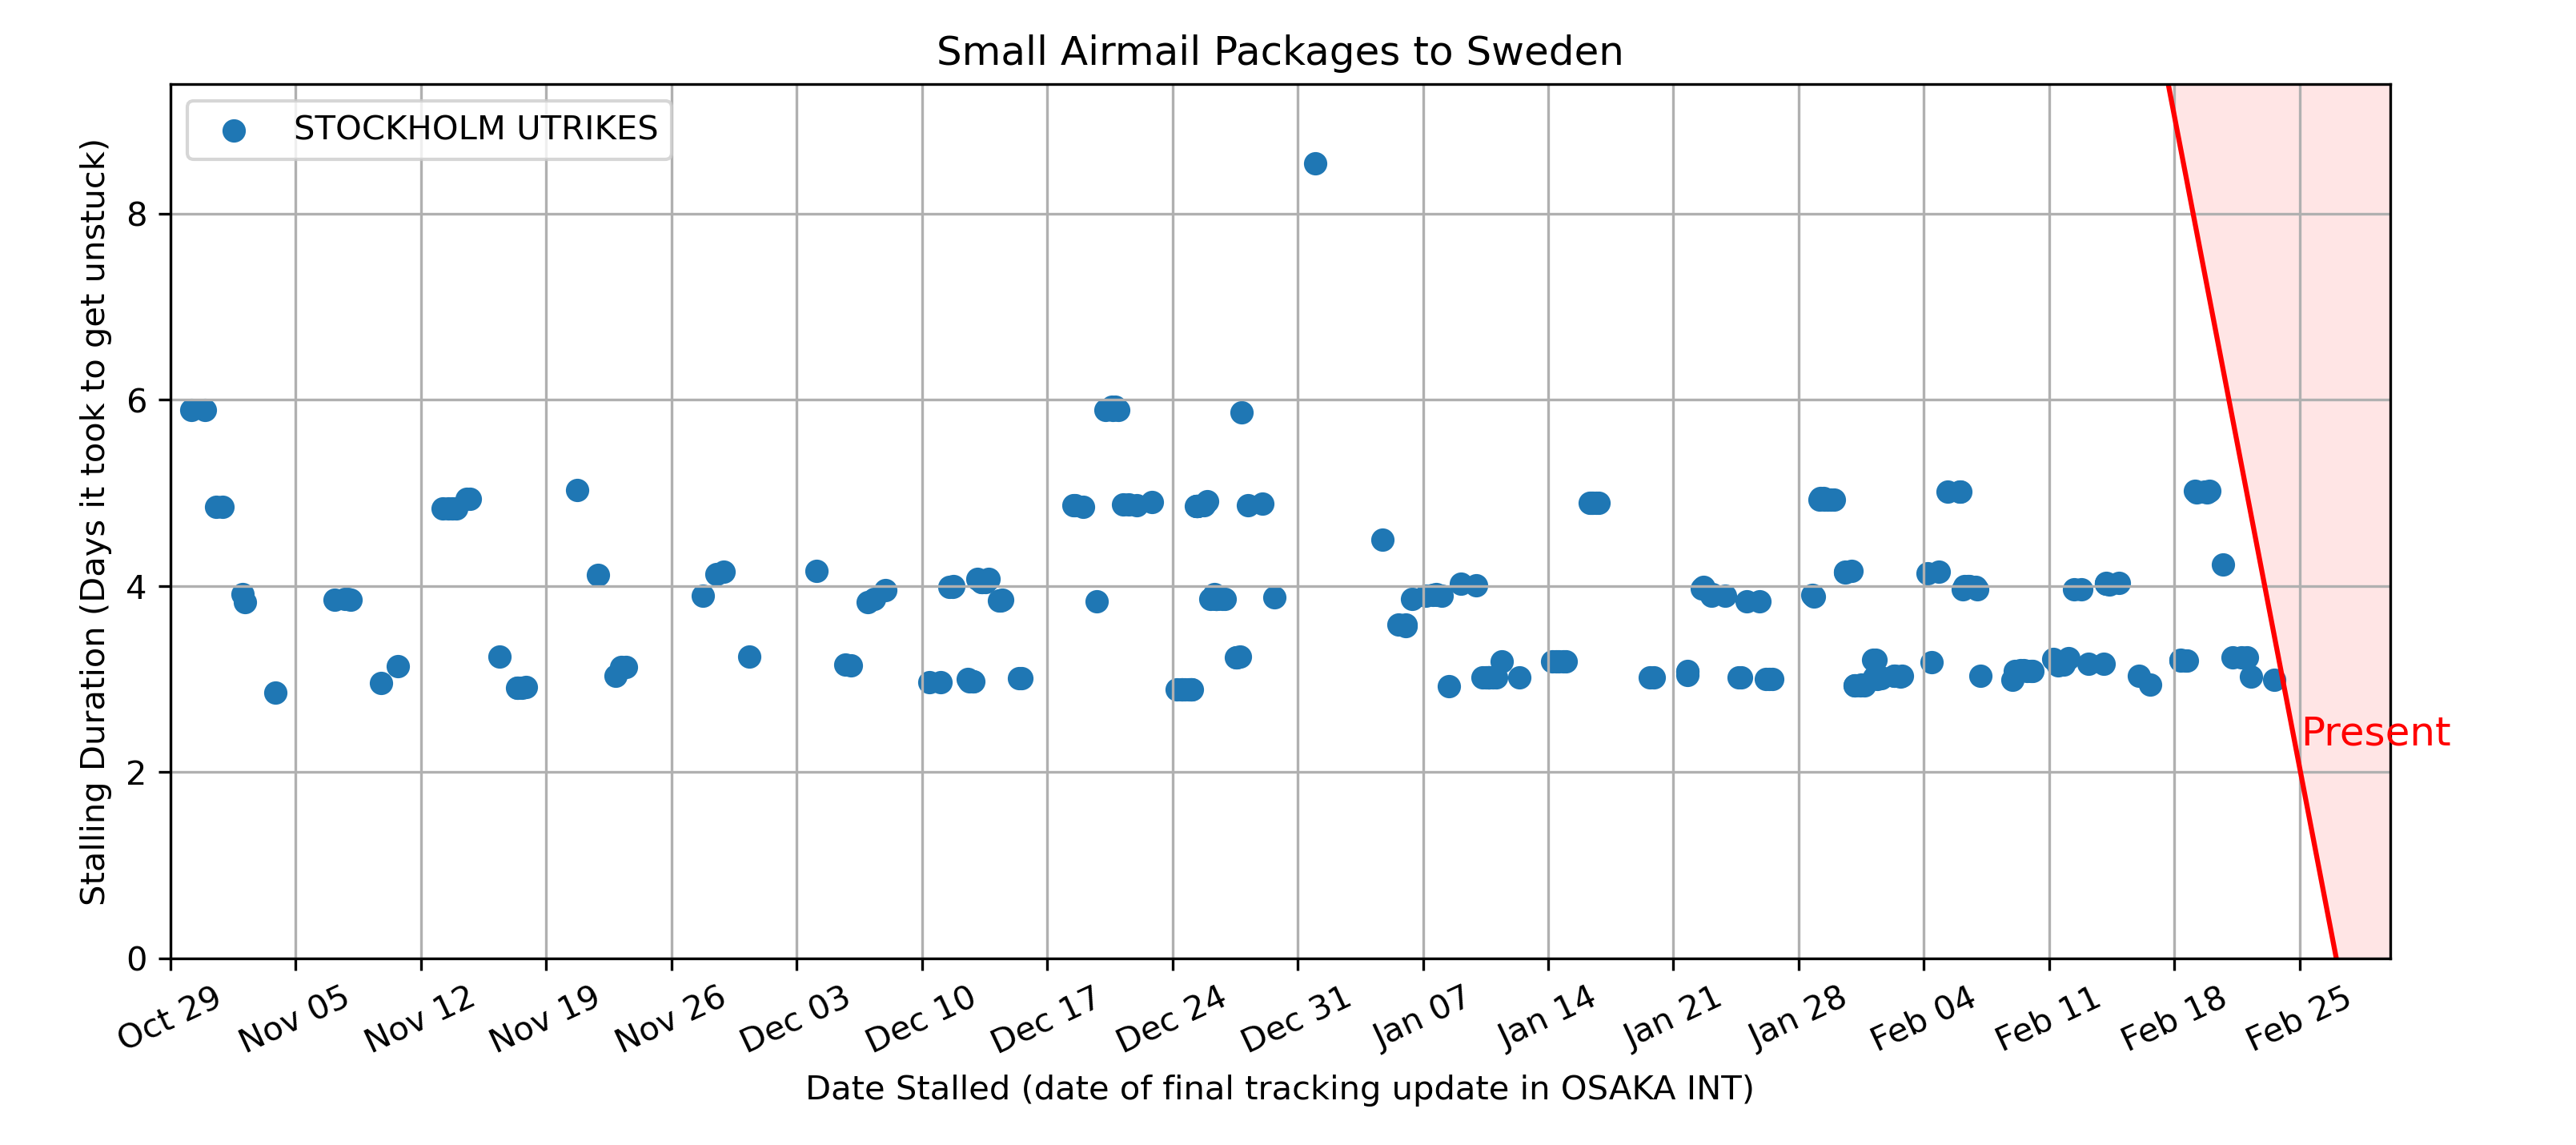 Small Airmail Packages to Sweden
STOCKHOLM UTRIKES
Stalling Duration (Days it took to get unstuck)
8
6
4
2
0
Present
Oct 29
Nov 05
Nov 12
Nov 19
Nov 26
Dec 03
Dec 10
Dec 17
Dec 24
Dec 31
Jan 07
Jan 14
Jan 21
Jan 28
Feb 04
Feb 11
Feb 18
Feb 25
Date Stalled (date of final tracking update in OSAKA INT)